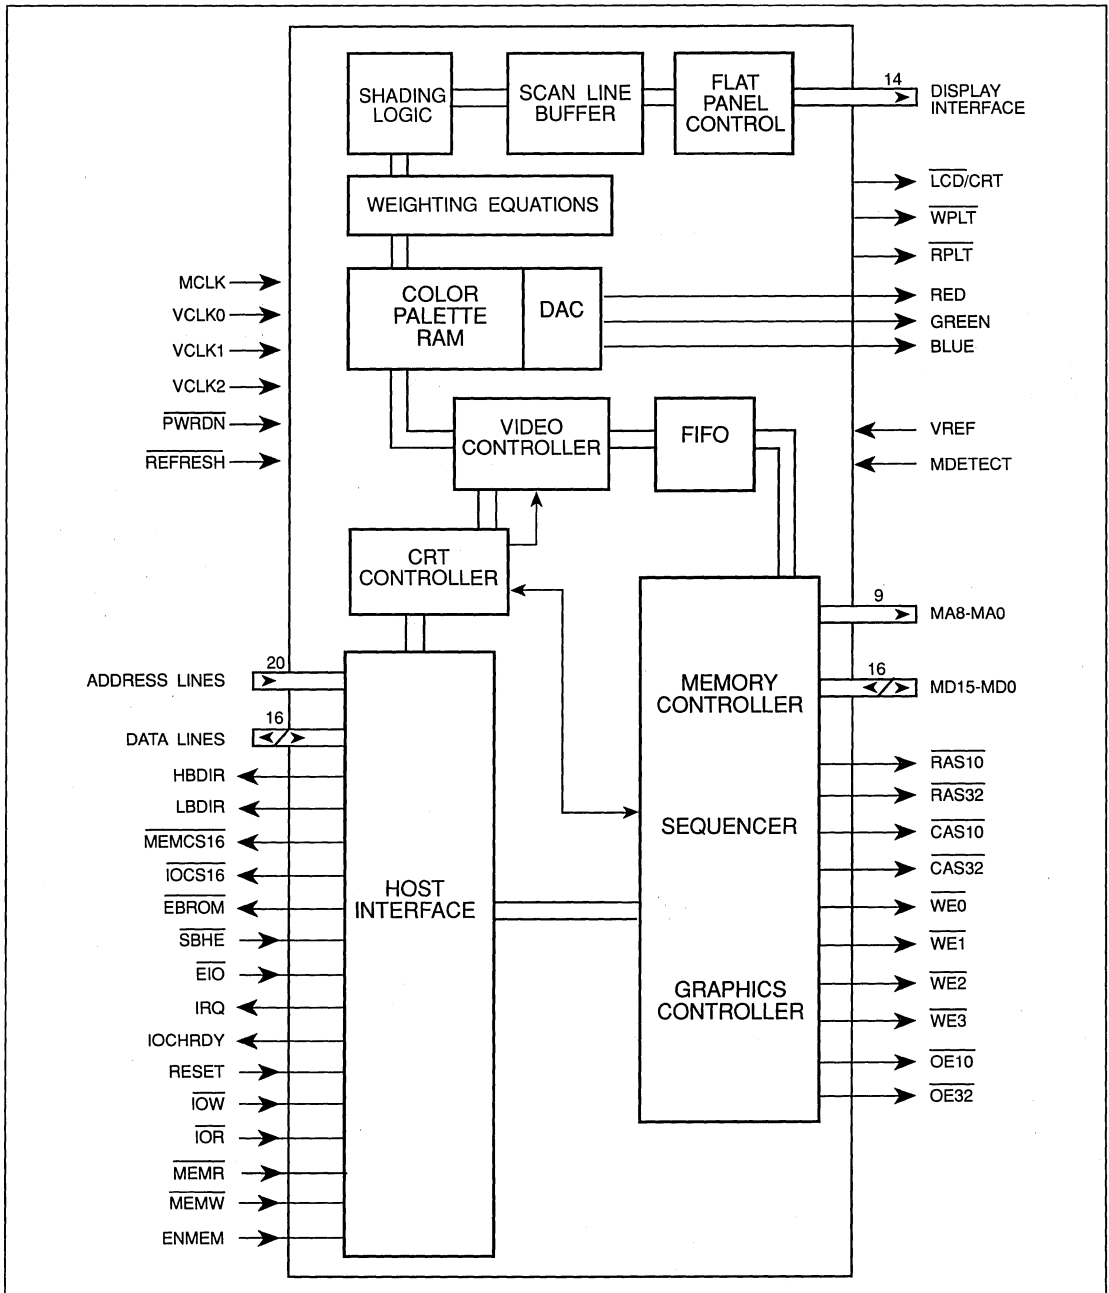 SHADING
LOGIC
SCAN LINE
BUFFER
FLAT
PANEL
CONTROL
14
DISPLAY
INTERFACE
WEIGHTING EQUATIONS
LCD/CRT
WPLT
RPLT
COLOR
PALETTE
RAM
DAC
RED
GREEN
BLUE
MCLK
VCLK0
VCLK1
VCLK2
PWRDN
REFRESH
VIDEO
CONTROLLER
FIFO
VREF
MDETECT
CRT
CONTROLLER
9
MA8-MA0
16
MD15-MD0
20
ADDRESS LINES
16
DATA LINES
HBDIR
LBDIR
MEMCS16
IOCS16
EBROM
SBHE
EIO
IRQ
IOCHRDY
RESET
IOW
IOR
MEMR
MEMW
ENMEM
HOST
INTERFACE
MEMORY
CONTROLLER
SEQUENCER
GRAPHICS
CONTROLLER
RAS10
RAS32
CAS10
CAS32
WE0
WE1
WE2
WE3
OE10
OE32